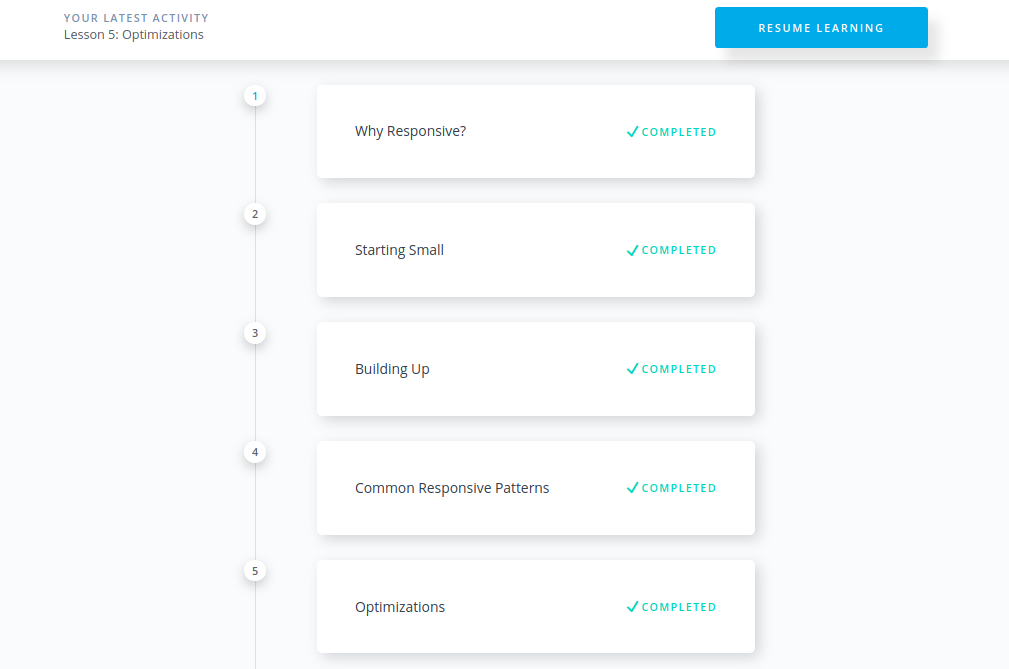 YOUR LATEST ACTIVITY
Lesson 5: Optimizations
RESUME LEARNING
1
Why Responsive?
COMPLETED
2
Starting Small
COMPLETED
3
Building Up
COMPLETED
4
Common Responsive Patterns
COMPLETED
5
Optimizations
COMPLETED